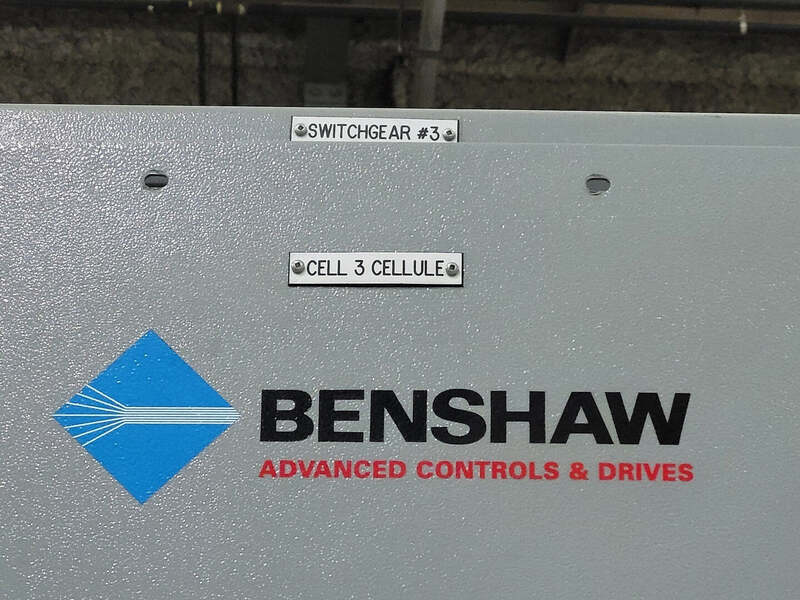 SWITCHGEAR #3
CELL 3 CELLULE
BENSHAW
ADVANCED CONTROLS & DRIVES